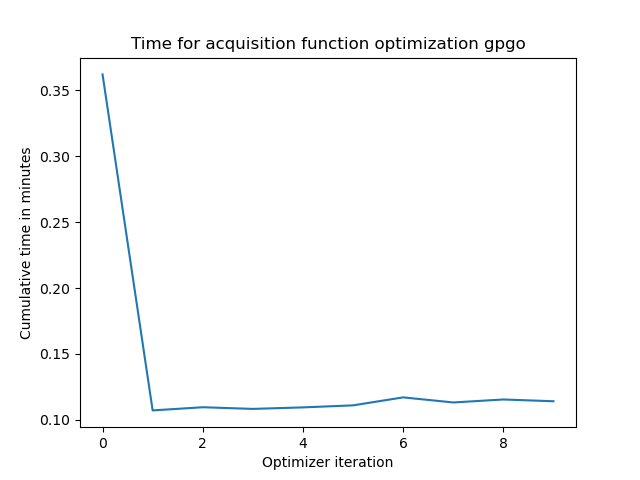 Time for acquisition function optimization gpgo
Cumulative time in minutes
0.35
0.30
0.25
0.20
0.15
0.10
0 2 4 6 8
Optimizer iteration